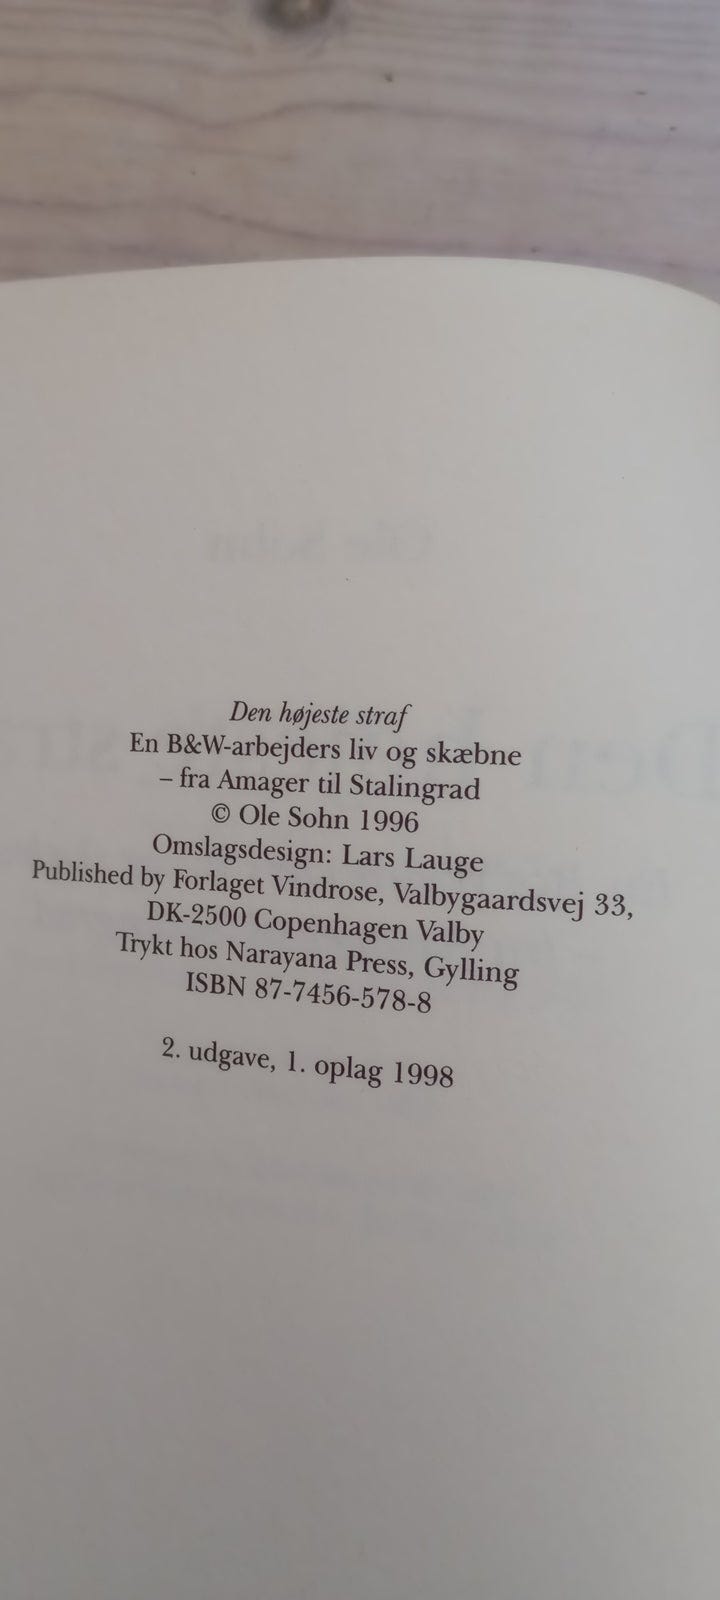 Den højeste straf
En B&W-arbejders liv og skæbne
– fra Amager til Stalingrad
© Ole Sohn 1996
Omslagsdesign: Lars Lauge
Published by Forlaget Vindrose, Valbygaardsvej 33,
DK-2500 Copenhagen Valby
Trykt hos Narayana Press, Gylling
ISBN 87-7456-578-8
2. udgave, 1. oplag 1998